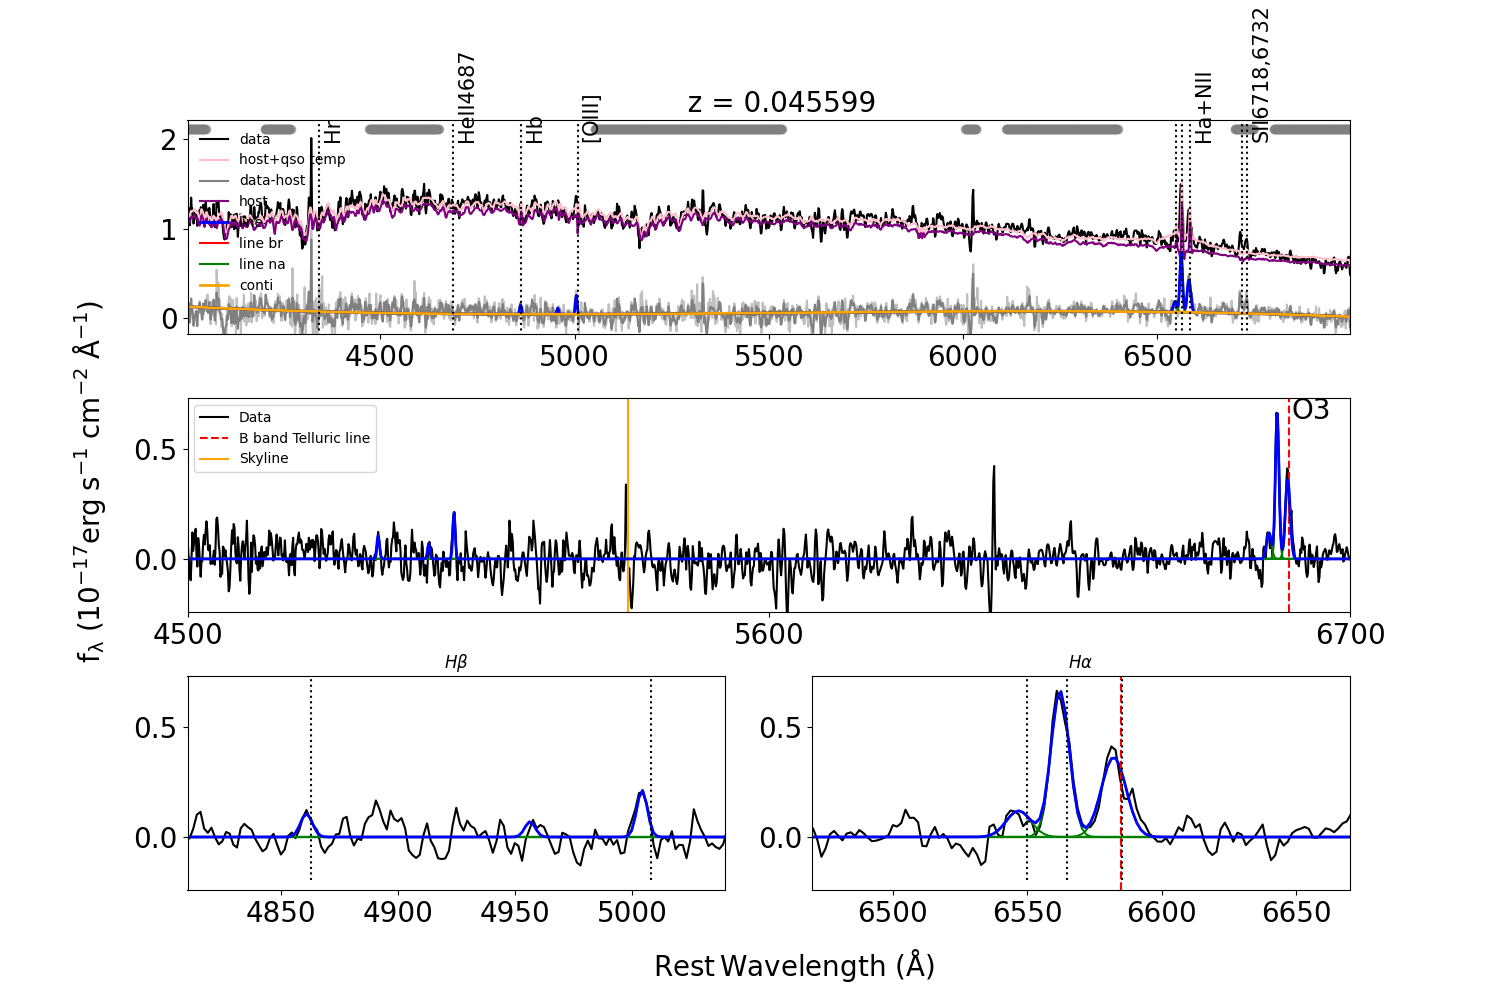 z = 0.045599
Hr
HeII4687
Hb
[OIII]
Ha+NII
SII6718,6732
data
host+qso temp
data-host
host
line br
line na
conti
2
1
0
4500
5000
5500
6000
6500
Data
B band Telluric line
Skyline
O3
0.5
0.0
4500
5600
6700
fλ (10⁻¹⁷erg s⁻¹ cm⁻² Å⁻¹)
Hβ
0.5
0.0
4850
4900
4950
5000
Hα
0.5
0.0
6500
6550
6600
6650
Rest Wavelength (Å)